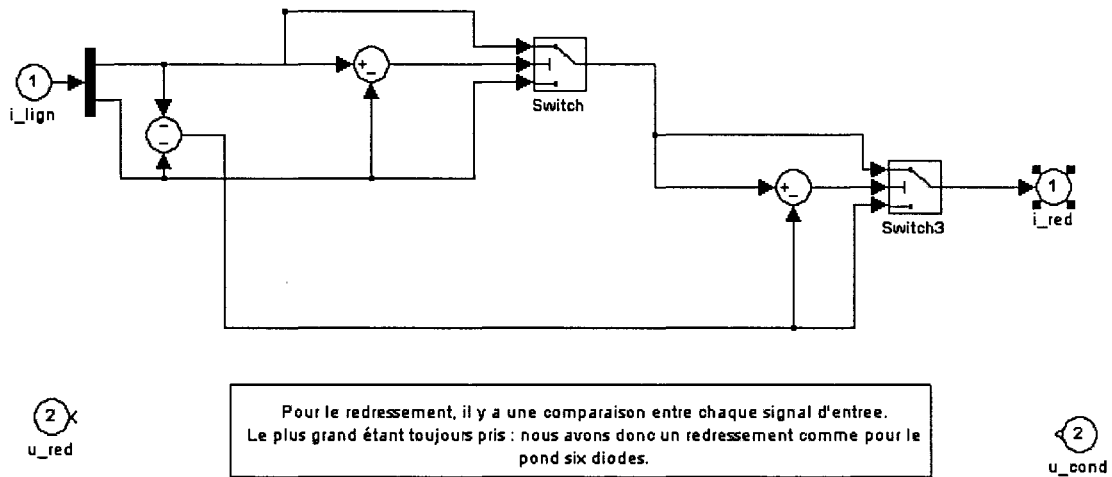 1
i_lign
+
-
-
-
Switch
+
-
Switch3
1
i_red
2
u_red
Pour le redressement, il y a une comparaison entre chaque signal d'entree.
Le plus grand étant toujours pris : nous avons donc un redressement comme pour le
pond six diodes.
2
u_cond